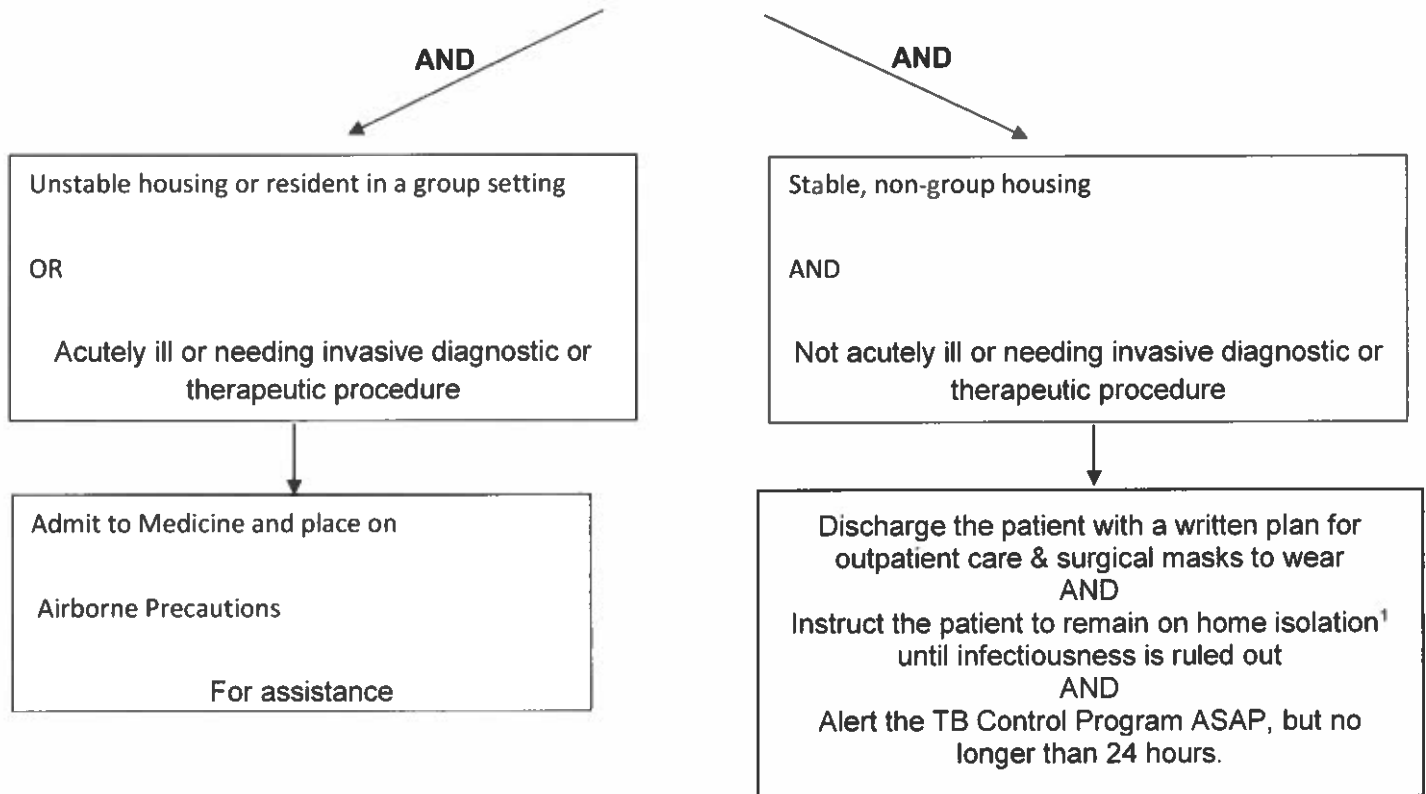 AND
AND
Unstable housing or resident in a group setting
OR
Acutely ill or needing invasive diagnostic or
therapeutic procedure
Stable, non-group housing
AND
Not acutely ill or needing invasive diagnostic or
therapeutic procedure
Admit to Medicine and place on
Airborne Precautions
For assistance
Discharge the patient with a written plan for
outpatient care & surgical masks to wear
AND
Instruct the patient to remain on home isolation¹
until infectiousness is ruled out
AND
Alert the TB Control Program ASAP, but no
longer than 24 hours.